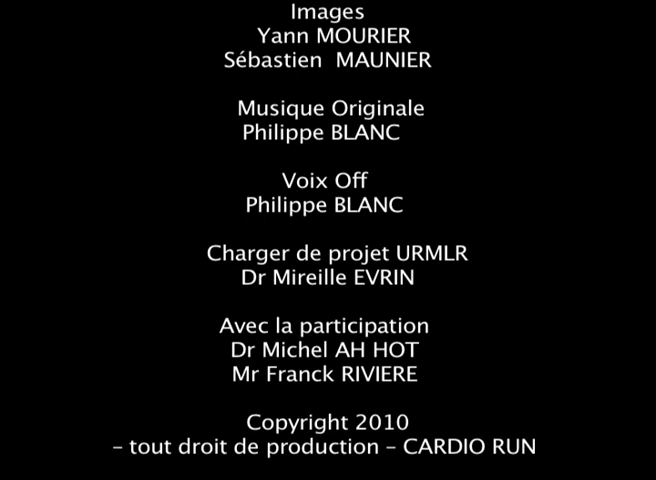 Images
Yann MOURIER
Sébastien MAUNIER
Musique Originale
Philippe BLANC
Voix Off
Philippe BLANC
Charger de projet URMLR
Dr Mireille EVRIN
Avec la participation
Dr Michel AH HOT
Mr Franck RIVIERE
Copyright 2010
– tout droit de production – CARDIO RUN